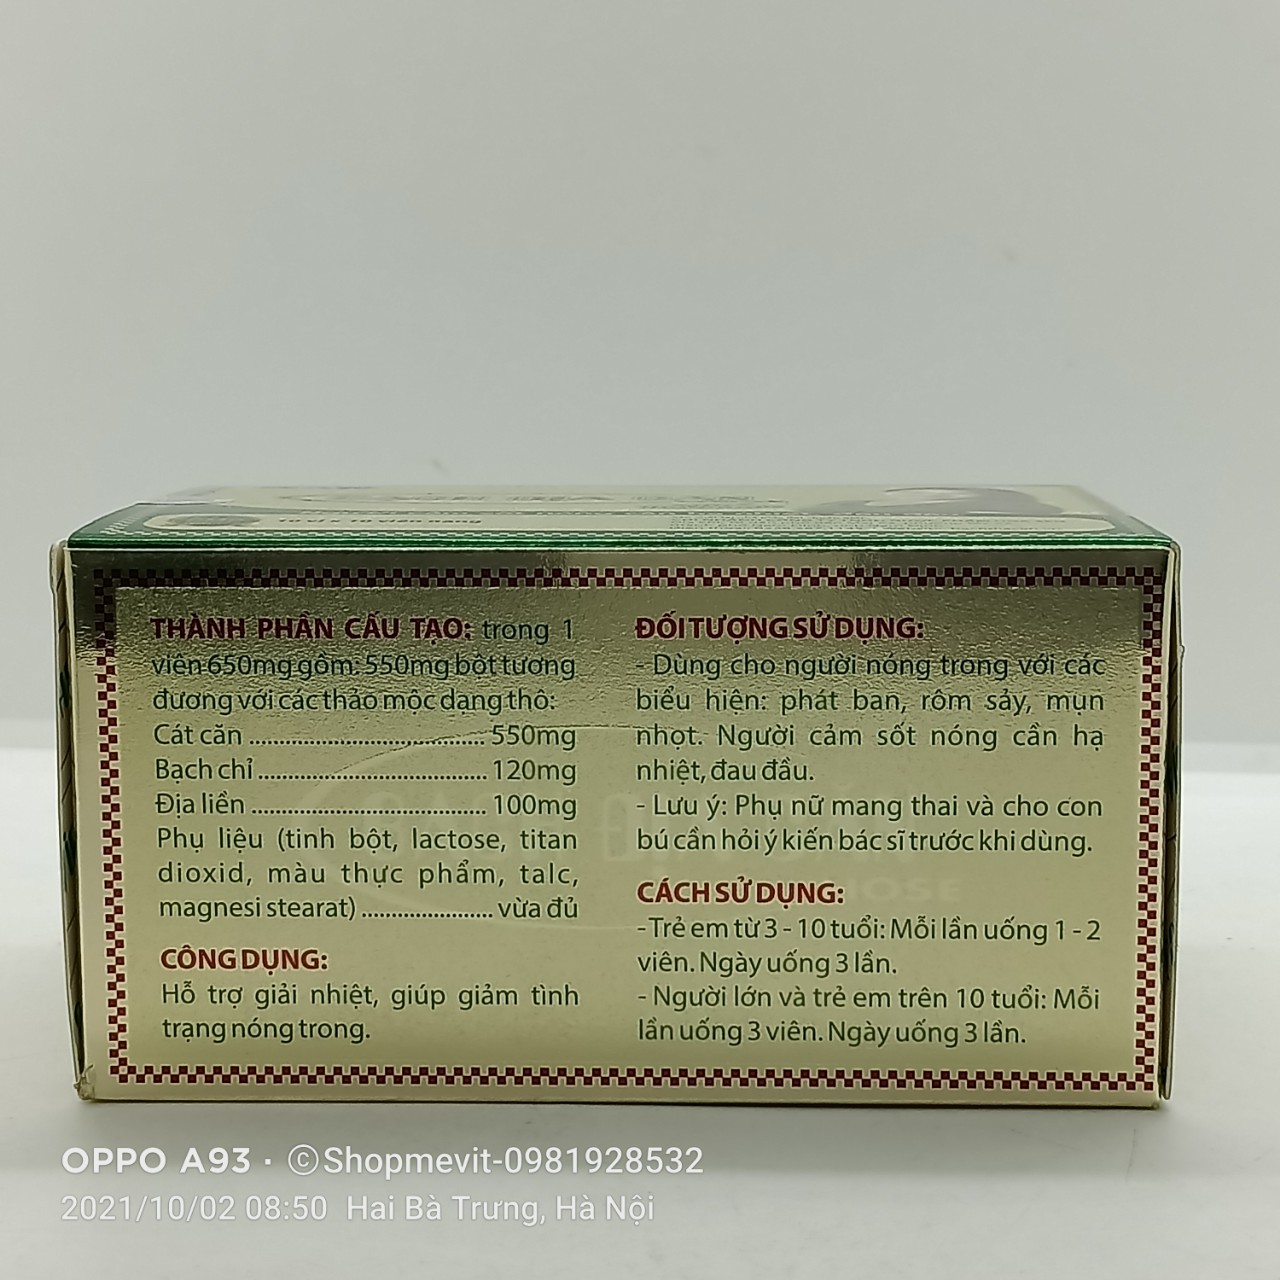 10 vỉ x 10 viên nang
THÀNH PHẦN CẤU TẠO: trong 1
viên 650mg gồm: 550mg bột tương
đương với các thảo mộc dạng thô:
Cát căn .................................. 550mg
Bạch chỉ ................................. 120mg
Địa liền .................................. 100mg
Phụ liệu (tinh bột, lactose, titan
dioxid, màu thực phẩm, talc,
magnesi stearat) ................... vừa đủ
CÔNG DỤNG:
Hỗ trợ giải nhiệt, giúp giảm tình
trạng nóng trong.
ĐỐI TƯỢNG SỬ DỤNG:
- Dùng cho người nóng trong với các
biểu hiện: phát ban, rôm sảy, mụn
nhọt. Người cảm sốt nóng cần hạ
nhiệt, đau đầu.
- Lưu ý: Phụ nữ mang thai và cho con
bú cần hỏi ý kiến bác sĩ trước khi dùng.
CÁCH SỬ DỤNG:
- Trẻ em từ 3 - 10 tuổi: Mỗi lần uống 1 - 2
viên. Ngày uống 3 lần.
- Người lớn và trẻ em trên 10 tuổi: Mỗi
lần uống 3 viên. Ngày uống 3 lần.
OPPO A93 · ©Shopmevit-0981928532
2021/10/02 08:50 Hai Bà Trưng, Hà Nội